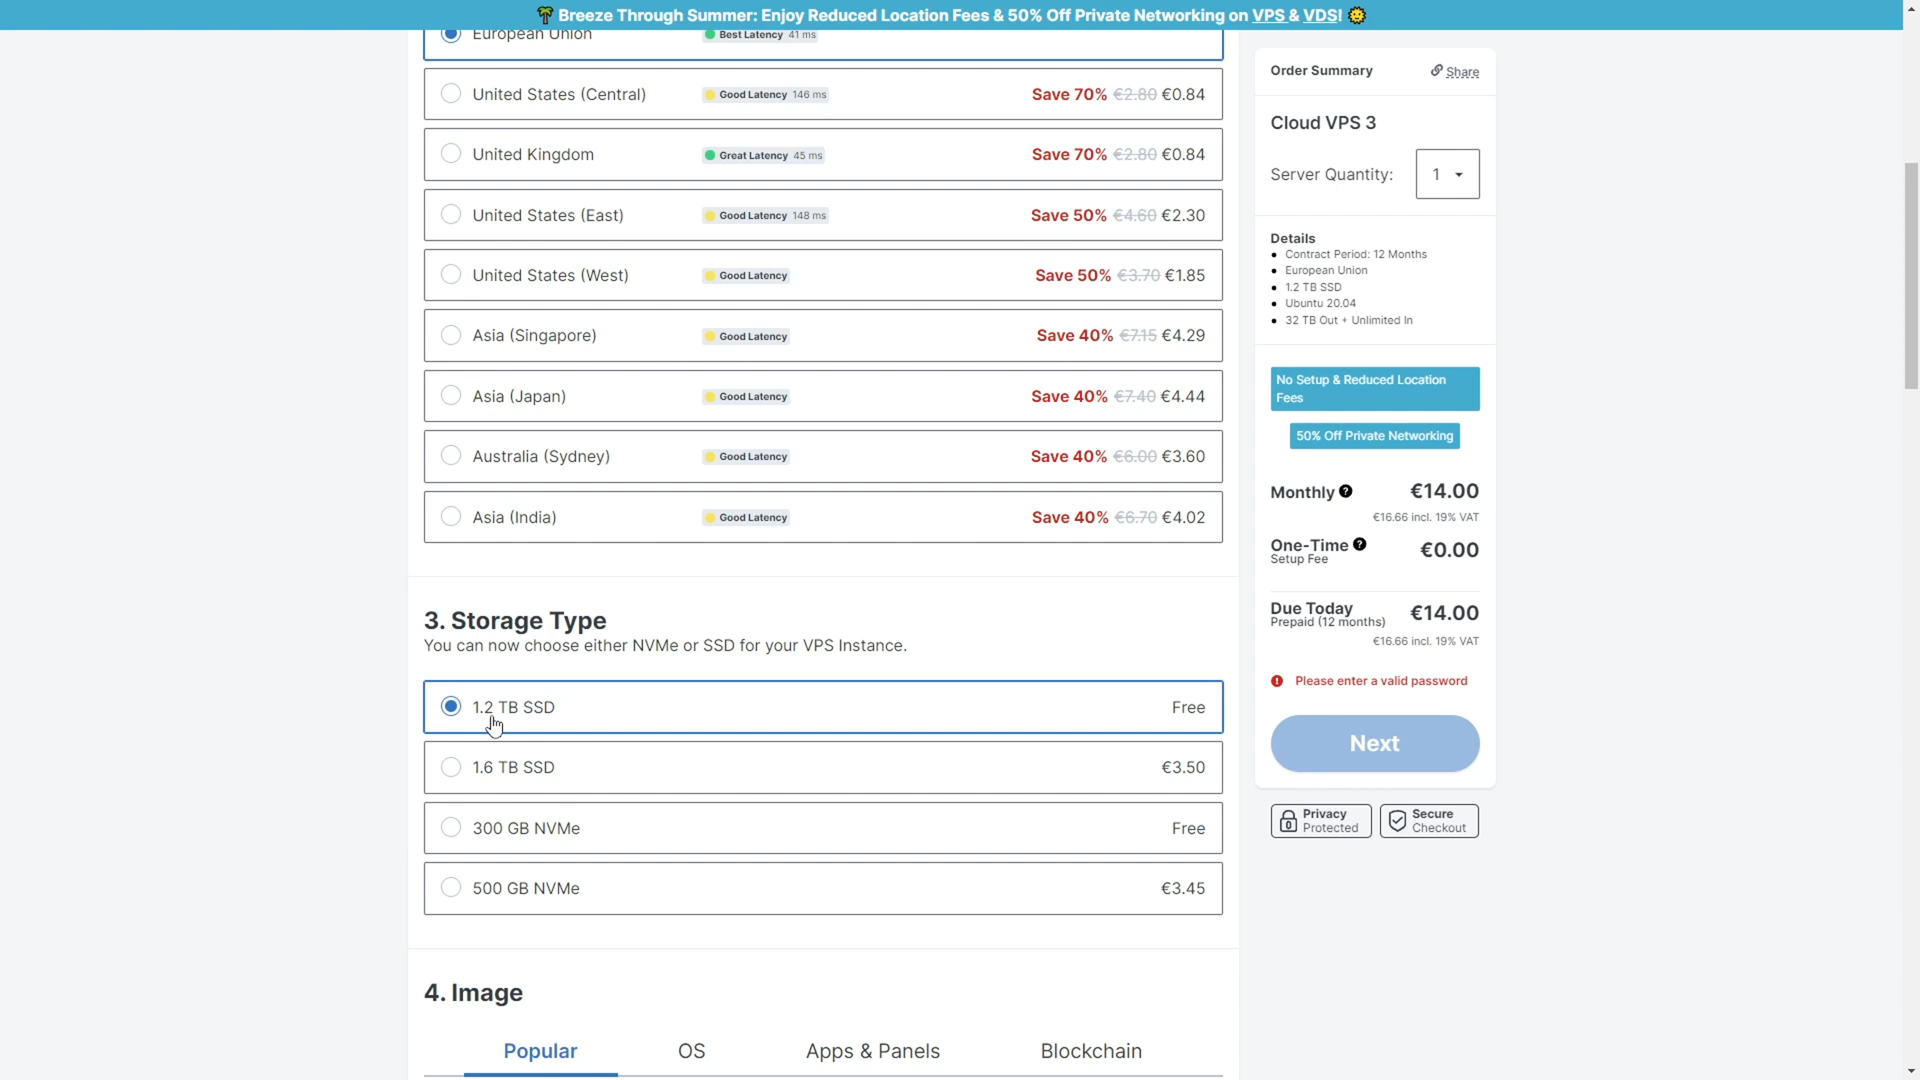 🌴 Breeze Through Summer: Enjoy Reduced Location Fees & 50% Off Private Networking on VPS & VDS! 🌞
European Union Best Latency 41 ms
United States (Central) Good Latency 146 ms Save 70% €2.80 €0.84
United Kingdom Great Latency 45 ms Save 70% €2.80 €0.84
United States (East) Good Latency 148 ms Save 50% €4.60 €2.30
United States (West) Good Latency Save 50% €3.70 €1.85
Asia (Singapore) Good Latency Save 40% €7.15 €4.29
Asia (Japan) Good Latency Save 40% €7.40 €4.44
Australia (Sydney) Good Latency Save 40% €6.00 €3.60
Asia (India) Good Latency Save 40% €6.70 €4.02
3. Storage Type
You can now choose either NVMe or SSD for your VPS Instance.
1.2 TB SSD Free
1.6 TB SSD €3.50
300 GB NVMe Free
500 GB NVMe €3.45
4. Image
Popular OS Apps & Panels Blockchain
Order Summary Share
Cloud VPS 3
Server Quantity: 1
Details
• Contract Period: 12 Months
• European Union
• 1.2 TB SSD
• Ubuntu 20.04
• 32 TB Out + Unlimited In
No Setup & Reduced Location
Fees
50% Off Private Networking
Monthly ? €14.00
€16.66 incl. 19% VAT
One-Time ? €0.00
Setup Fee
Due Today €14.00
Prepaid (12 months)
€16.66 incl. 19% VAT
! Please enter a valid password
Next
Privacy Protected
Secure Checkout